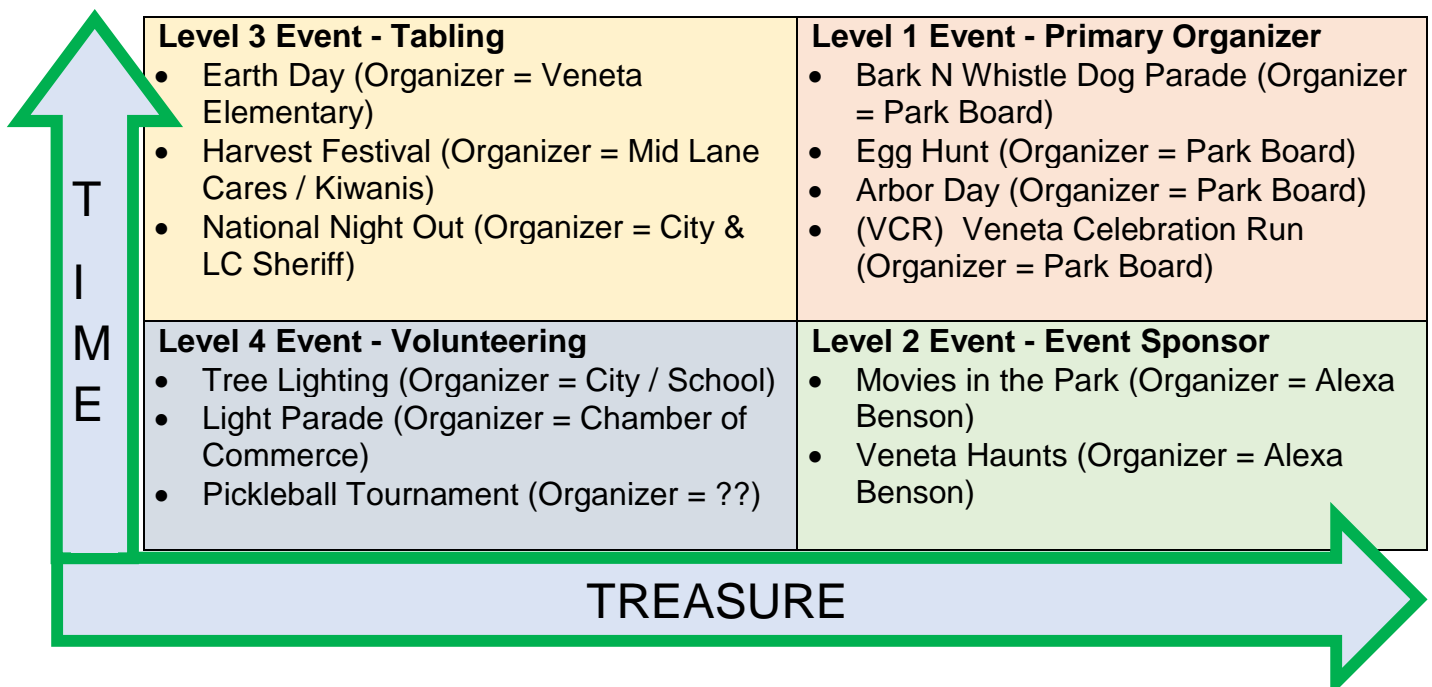 Level 3 Event - Tabling
• Earth Day (Organizer = Veneta
Elementary)
• Harvest Festival (Organizer = Mid Lane
Cares / Kiwanis)
• National Night Out (Organizer = City &
LC Sheriff)
Level 1 Event - Primary Organizer
• Bark N Whistle Dog Parade (Organizer
= Park Board)
• Egg Hunt (Organizer = Park Board)
• Arbor Day (Organizer = Park Board)
• (VCR)  Veneta Celebration Run
(Organizer = Park Board)
Level 4 Event - Volunteering
• Tree Lighting (Organizer = City / School)
• Light Parade (Organizer = Chamber of
Commerce)
• Pickleball Tournament (Organizer = ??)
Level 2 Event - Event Sponsor
• Movies in the Park (Organizer = Alexa
Benson)
• Veneta Haunts (Organizer = Alexa
Benson)
T
I
M
E
TREASURE